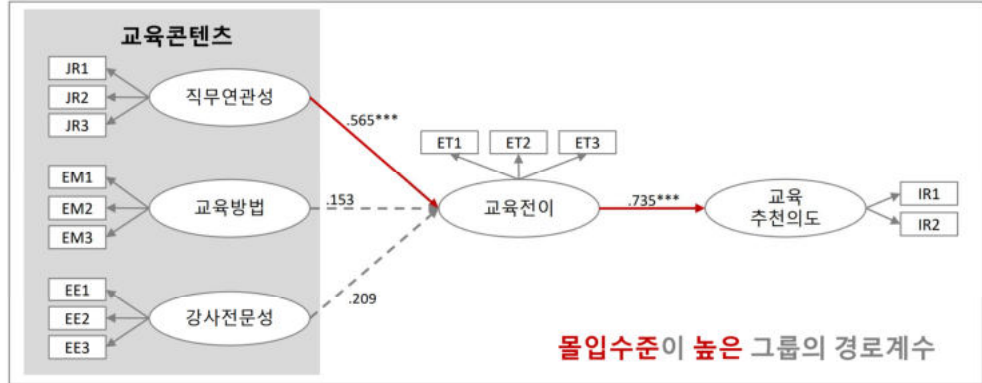 교육콘텐츠
JR1
JR2
JR3
직무연관성
.565***
ET1
ET2
ET3
EM1
EM2
EM3
교육방법
.153
교육전이
.735***
교육
추천의도
IR1
IR2
EE1
EE2
EE3
강사전문성
.209
몰입수준이 높은 그룹의 경로계수